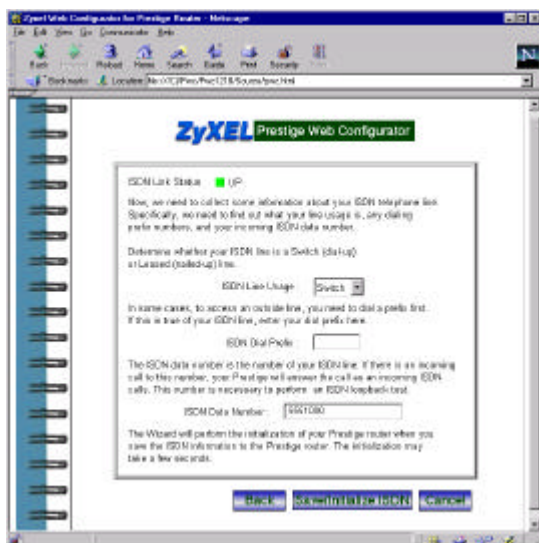 Zyxel Web Configurator for Prestige Router - Netscape
File Edit View Go Communicator Help
Back Reload Home Search Guide Print Security
Bookmarks Location
N
ZyXEL Prestige Web Configurator
ISDN Link Status UP
Now, we need to collect some information about your ISDN telephone line.
Specifically, we need to find out what your line usage is, any dialing
prefix numbers, and your incoming ISDN data number.
Determine whether your ISDN line is a Switch (dial-up)
or Leased (nailed-up) line.
ISDN Line Usage Switch
In some cases, to access an outside line, you need to dial a prefix first.
If this is true of your ISDN line, enter your dial prefix here.
ISDN Dial Prefix
The ISDN data number is the number of your ISDN line. If there is an incoming
call to this number, your Prestige will answer the call as an incoming ISDN
calls. This number is necessary to perform an ISDN loopback test.
ISDN Data Number
The Wizard will perform the initialization of your Prestige router when you
save the ISDN information to the Prestige router. The initialization may
take a few seconds.
Back Save/Initialize ISDN Cancel